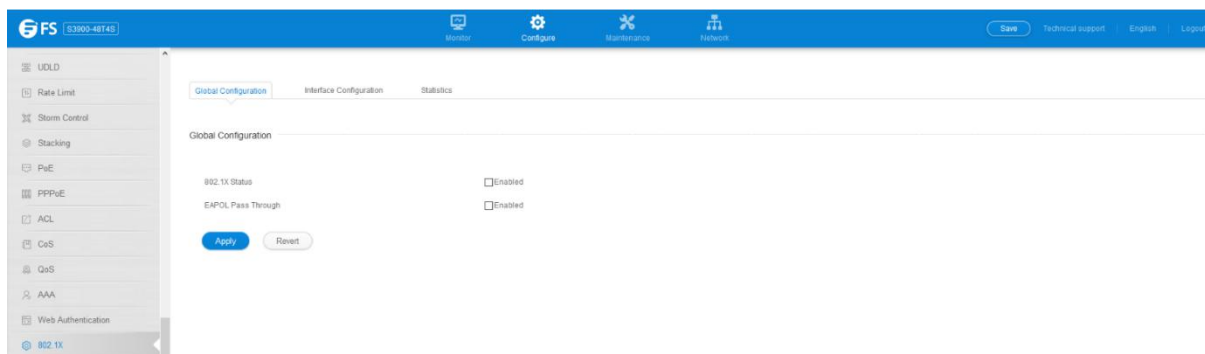 FS S3900-48T4S
Monitor Configure Maintenance Network
Save Technical support English Logout
UDLD
Rate Limit
Storm Control
Stacking
PoE
PPPoE
ACL
CoS
QoS
AAA
Web Authentication
802.1X
Global Configuration Interface Configuration Statistics
Global Configuration
802.1X Status Enabled
EAPOL Pass Through Enabled
Apply Revert